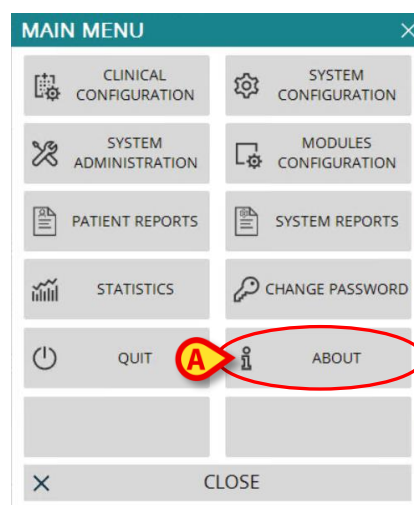 MAIN MENU
CLINICAL
CONFIGURATION
SYSTEM
CONFIGURATION
SYSTEM
ADMINISTRATION
MODULES
CONFIGURATION
PATIENT REPORTS
SYSTEM REPORTS
STATISTICS
CHANGE PASSWORD
QUIT
A
ABOUT
CLOSE